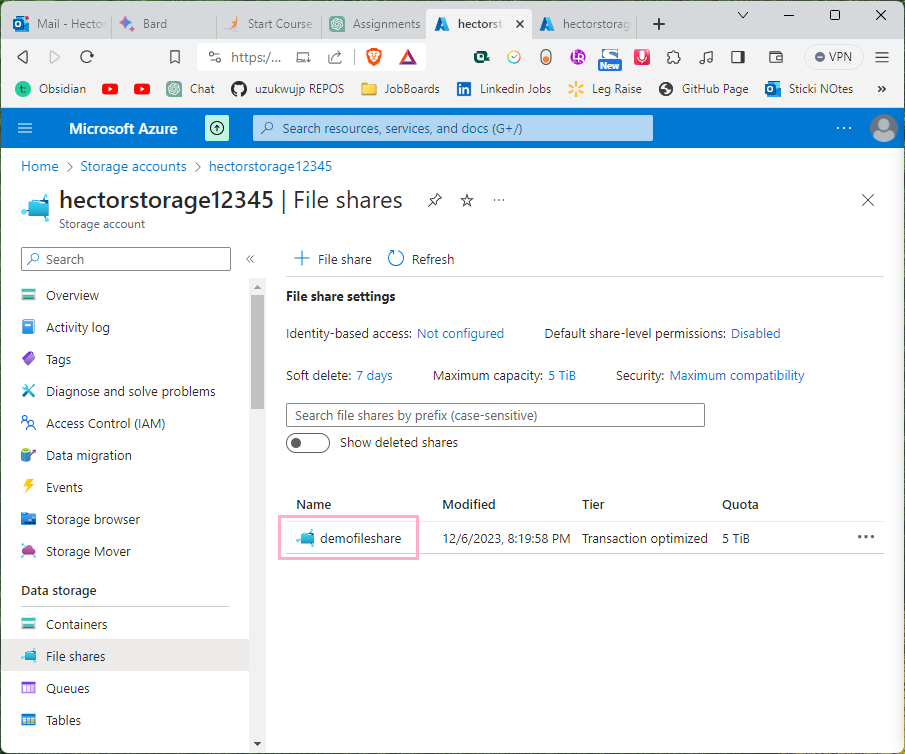 Mail - Hector
Bard
Start Course
Assignments
hectorst
hectorstorag
https:/...
New
VPN
Obsidian
Chat
uzukwujp REPOS
JobBoards
Linkedin Jobs
Leg Raise
GitHub Page
Sticki NOtes
»
Microsoft Azure
Search resources, services, and docs (G+/)
Home > Storage accounts > hectorstorage12345
hectorstorage12345 | File shares
Storage account
Search
«
+ File share
Refresh
Overview
Activity log
Tags
Diagnose and solve problems
Access Control (IAM)
Data migration
Events
Storage browser
Storage Mover
Data storage
Containers
File shares
Queues
Tables
File share settings
Identity-based access: Not configured
Default share-level permissions: Disabled
Soft delete: 7 days
Maximum capacity: 5 TiB
Security: Maximum compatibility
Search file shares by prefix (case-sensitive)
Show deleted shares
Name Modified Tier Quota
demofileshare 12/6/2023, 8:19:58 PM Transaction optimized 5 TiB